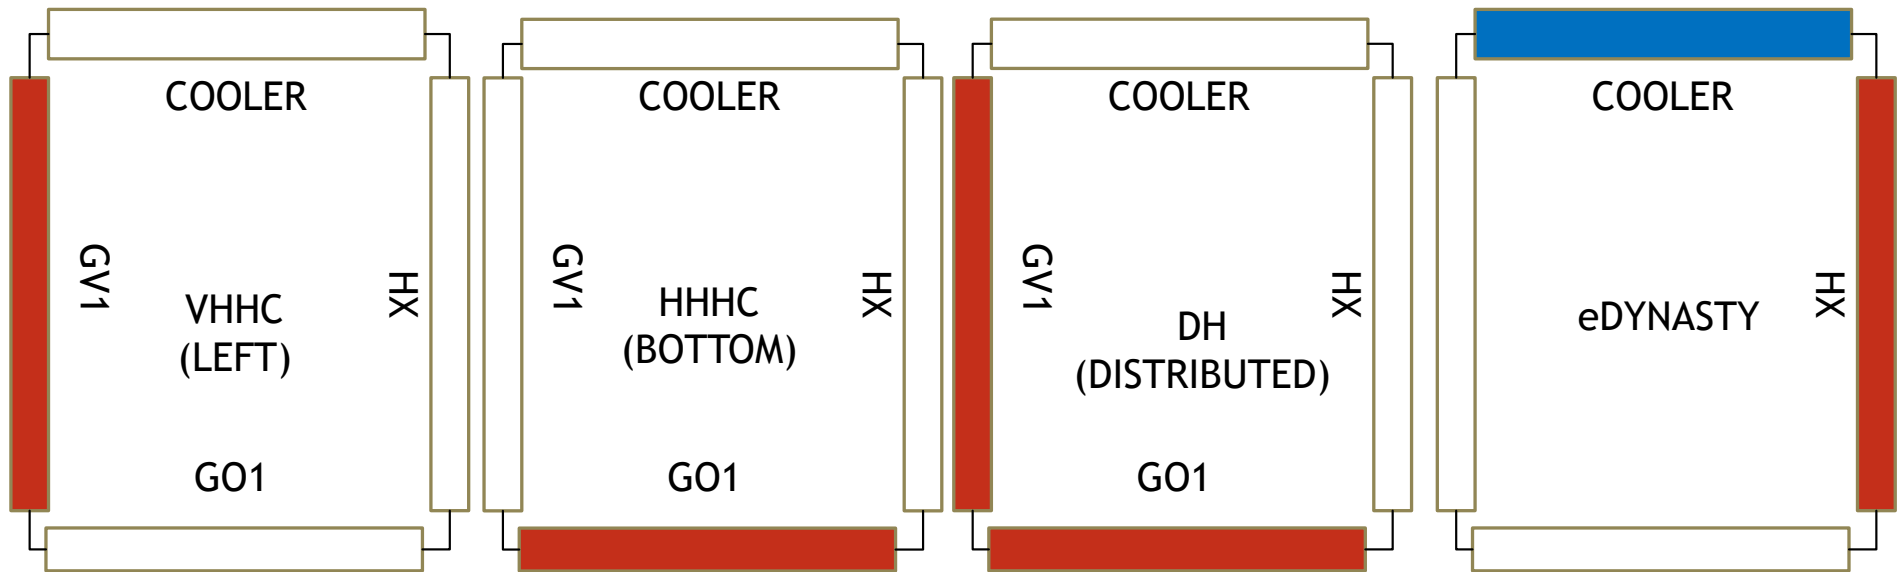 COOLER
GV1
HX
VHHC
(LEFT)
GO1
COOLER
GV1
HX
HHHC
(BOTTOM)
GO1
COOLER
GV1
HX
DH
(DISTRIBUTED)
GO1
COOLER
HX
eDYNASTY